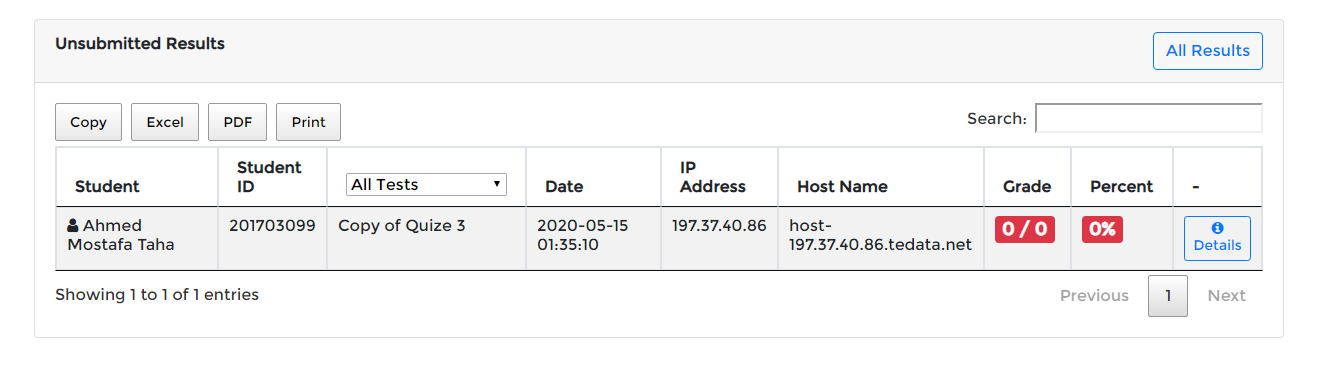 Unsubmitted Results
All Results
Copy Excel PDF Print
Search:
Student
Student ID
All Tests
Date
IP Address
Host Name
Grade
Percent
-
Ahmed
Mostafa Taha
201703099
Copy of Quize 3
2020-05-15
01:35:10
197.37.40.86
host-
197.37.40.86.tedata.net
0 / 0
0%
Details
Showing 1 to 1 of 1 entries
Previous 1 Next